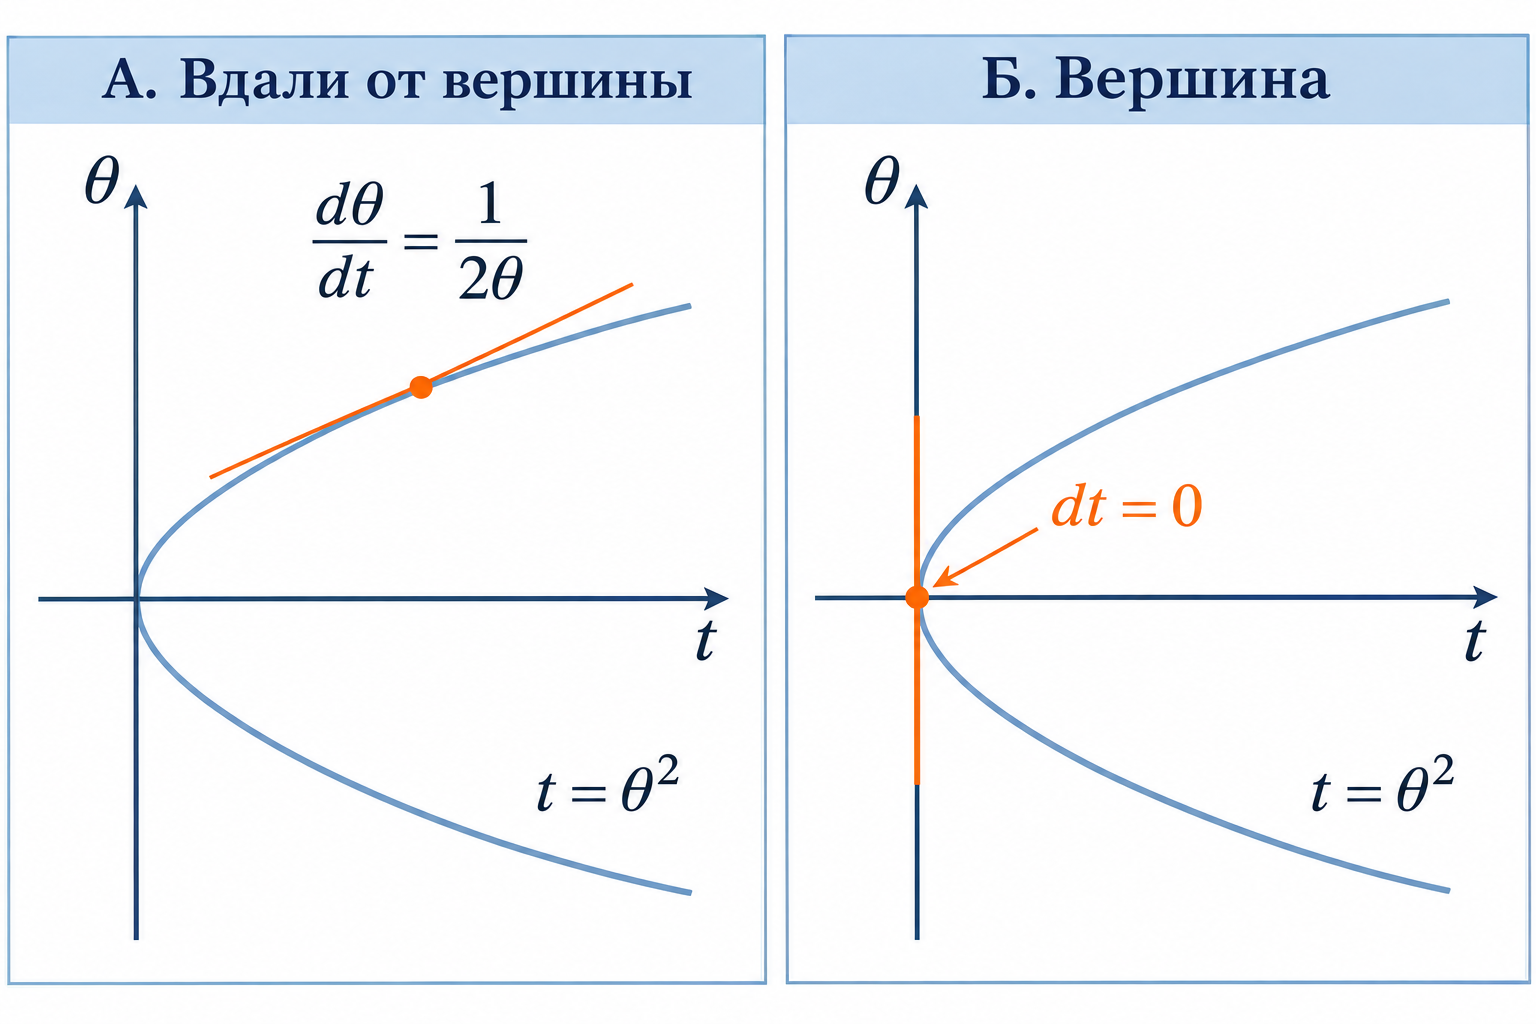 А. Вдали от вершины
θ
dθ/dt = 1/2θ
t
t = θ²
Б. Вершина
θ
dt = 0
t
t = θ²